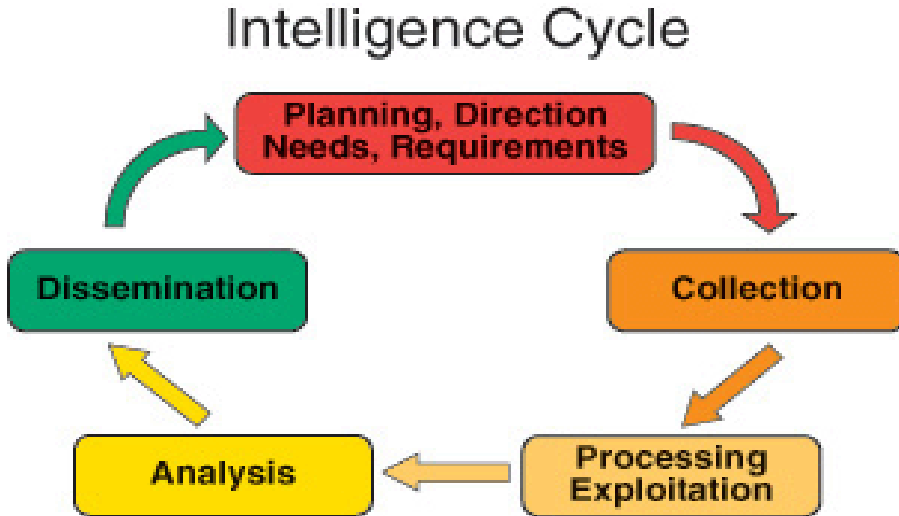 Intelligence Cycle
Planning, Direction
Needs, Requirements
Dissemination
Collection
Analysis
Processing
Exploitation